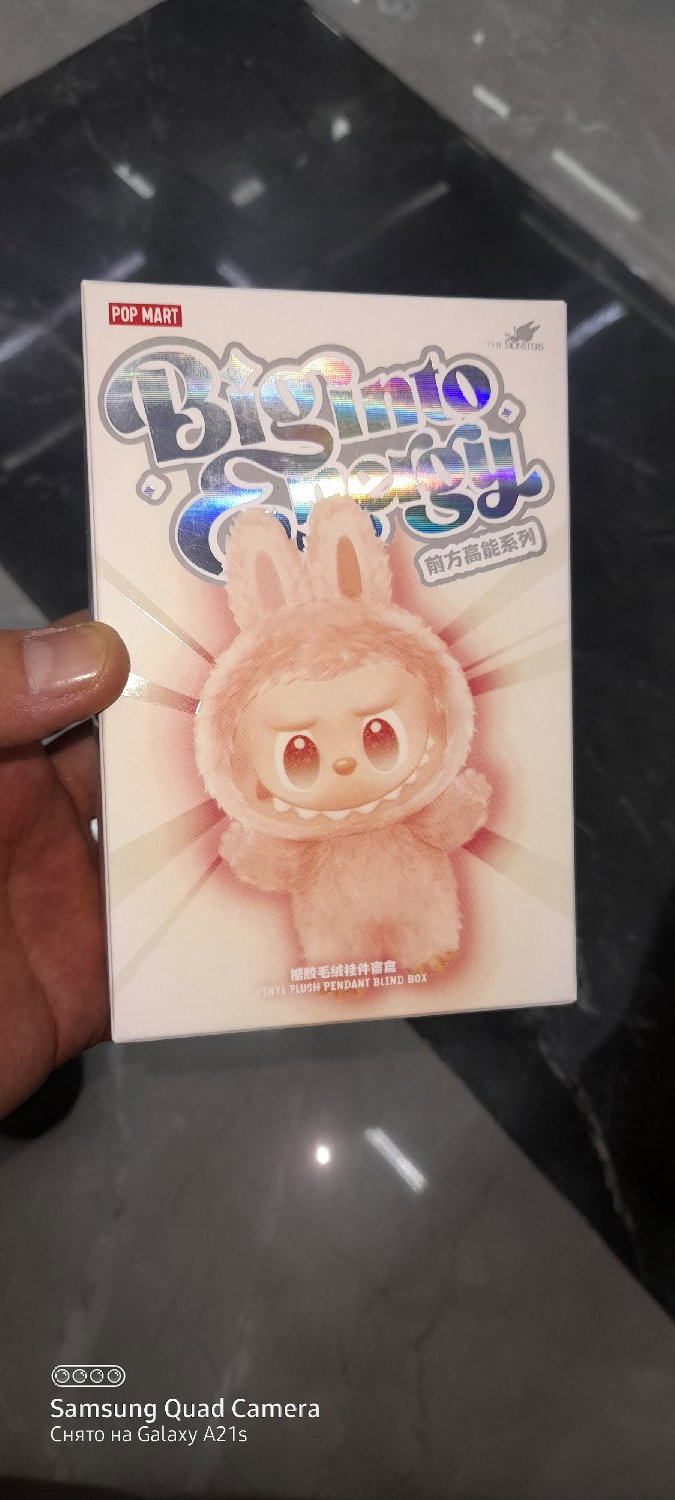 POP MART
THE MONSTERS
Big into
Energy
前方高能系列
搪胶毛绒挂件盲盒
VINYL PLUSH PENDANT BLIND BOX
Samsung Quad Camera
Снято на Galaxy A21s